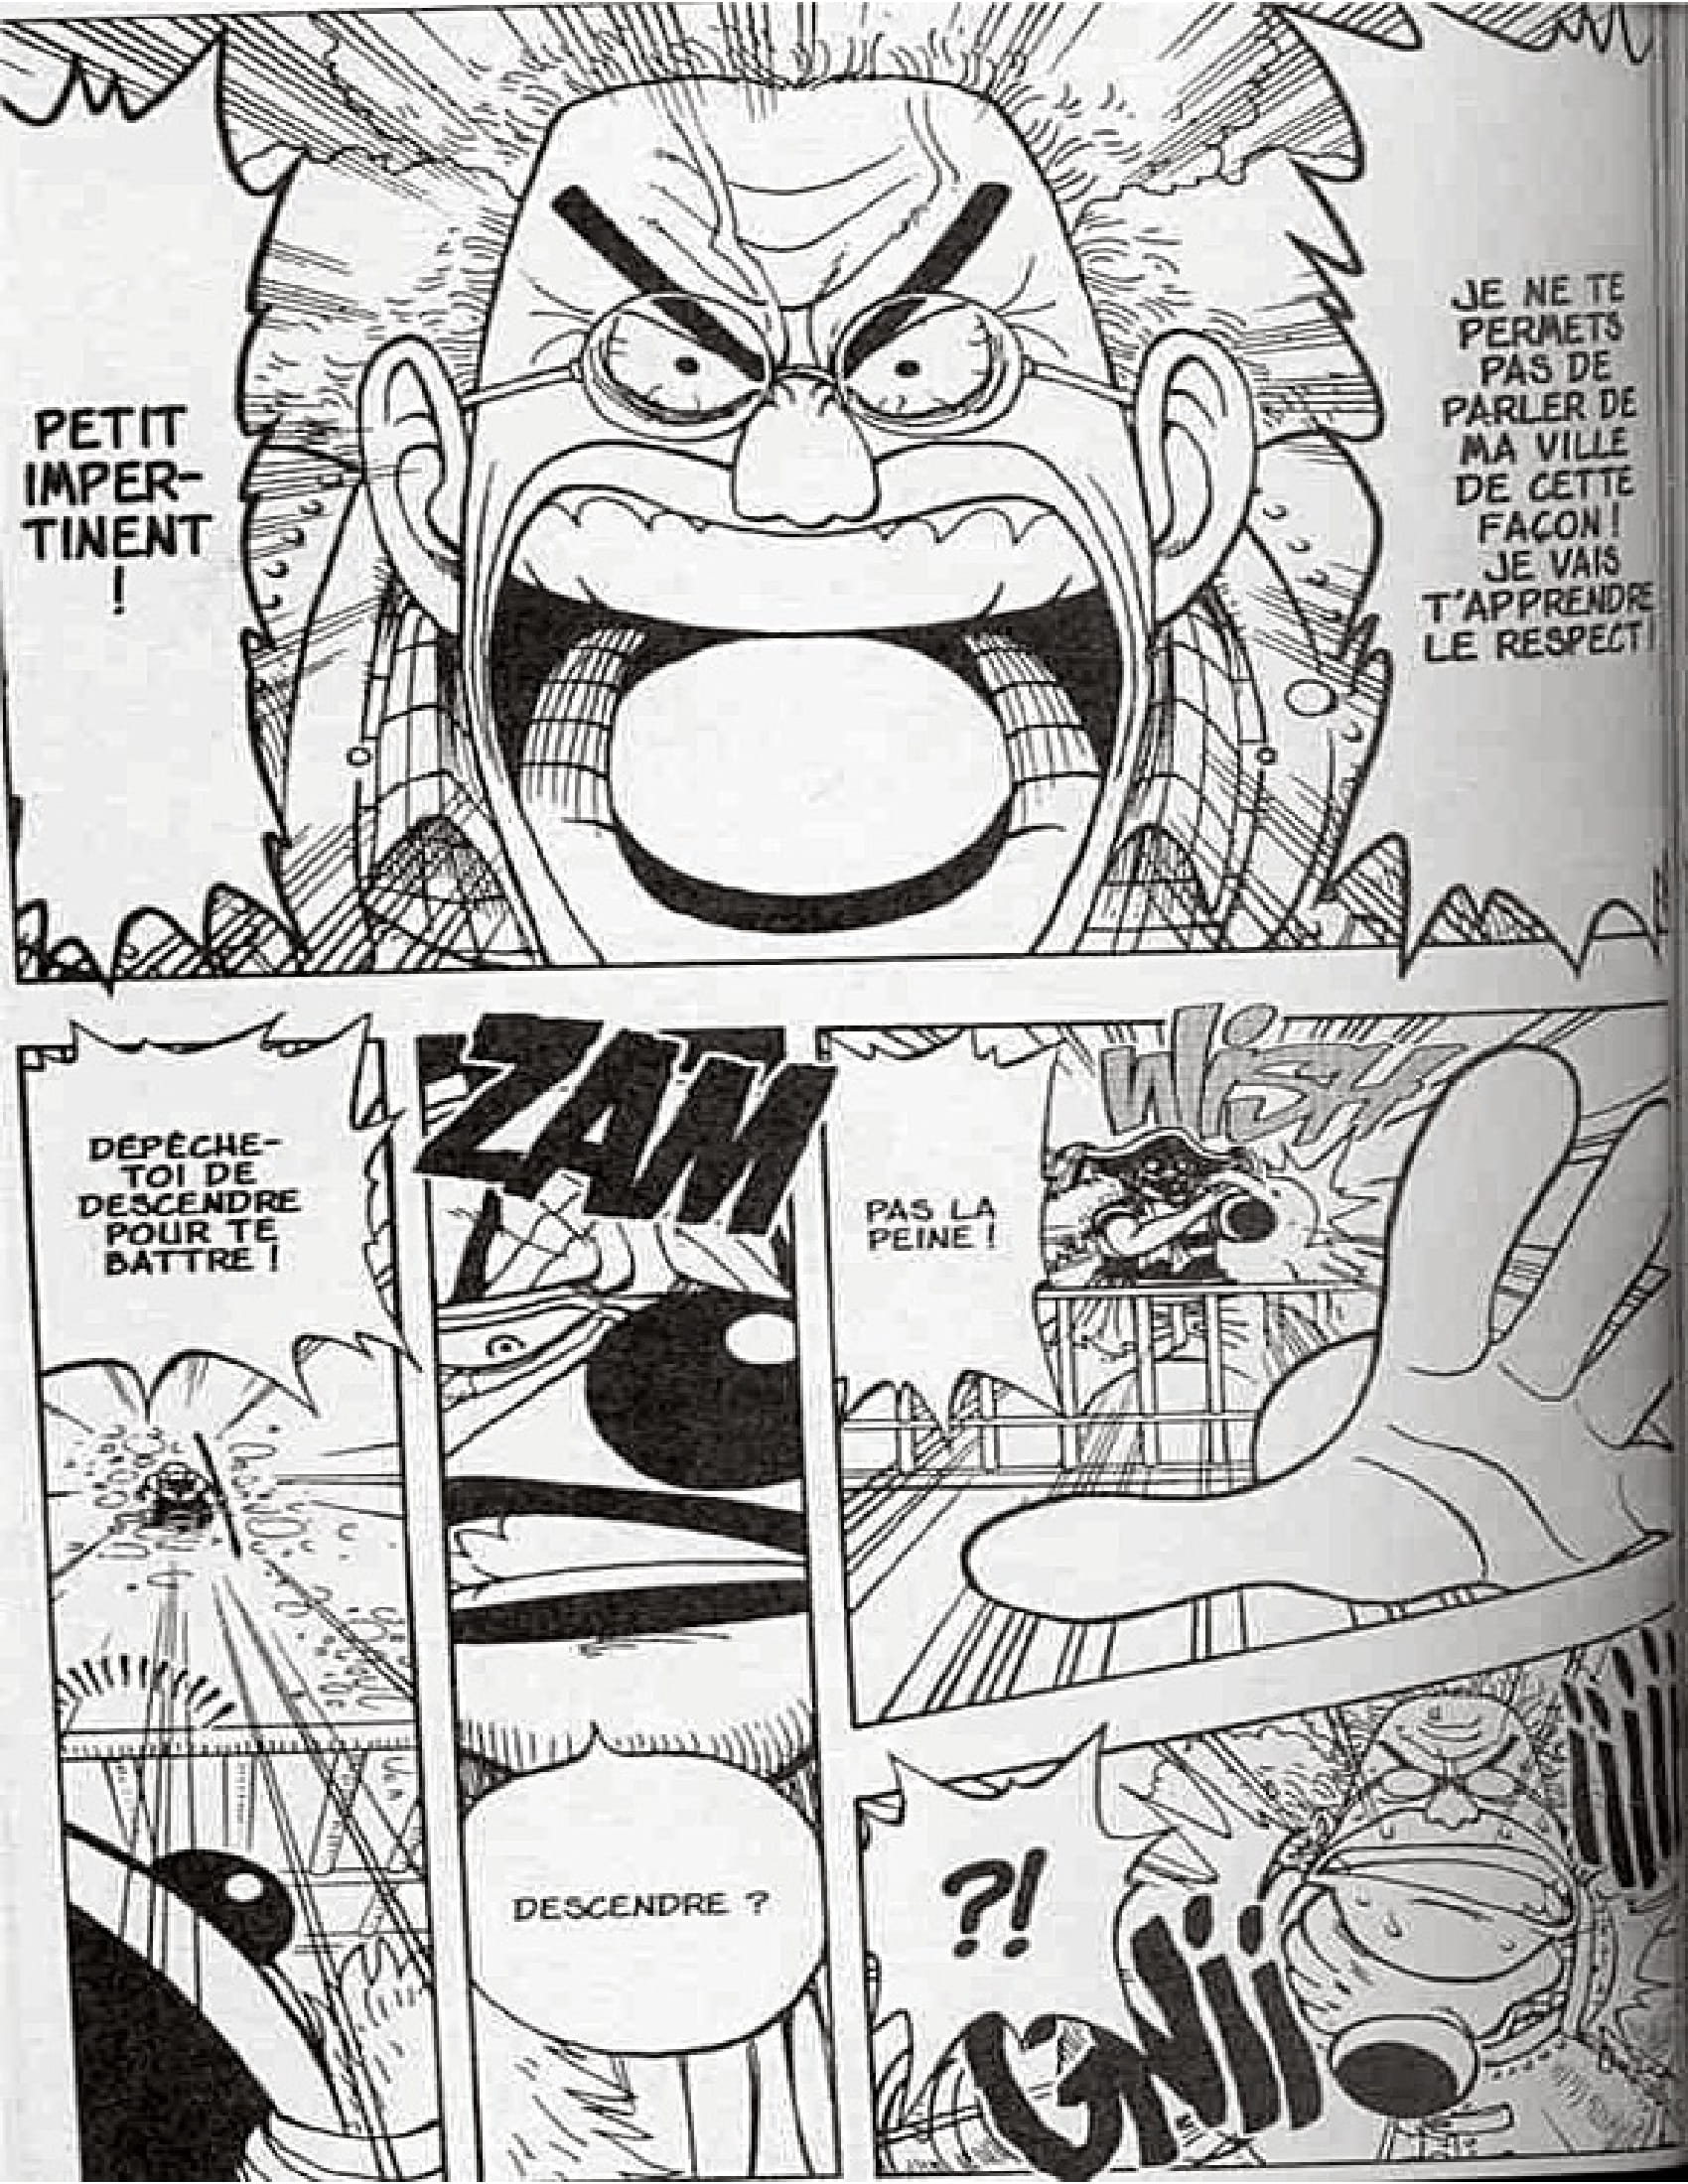 PETIT
IMPER-
TINENT
!
JE NE TE
PERMETS
PAS DE
PARLER DE
MA VILLE
DE CETTE
FAÇON !
JE VAIS
T'APPRENDRE
LE RESPECT !
DÉPÊCHE-
TOI DE
DESCENDRE
POUR TE
BATTRE !
ZAM
DESCENDRE ?
PAS LA
PEINE !
WISH
?!
GNiii